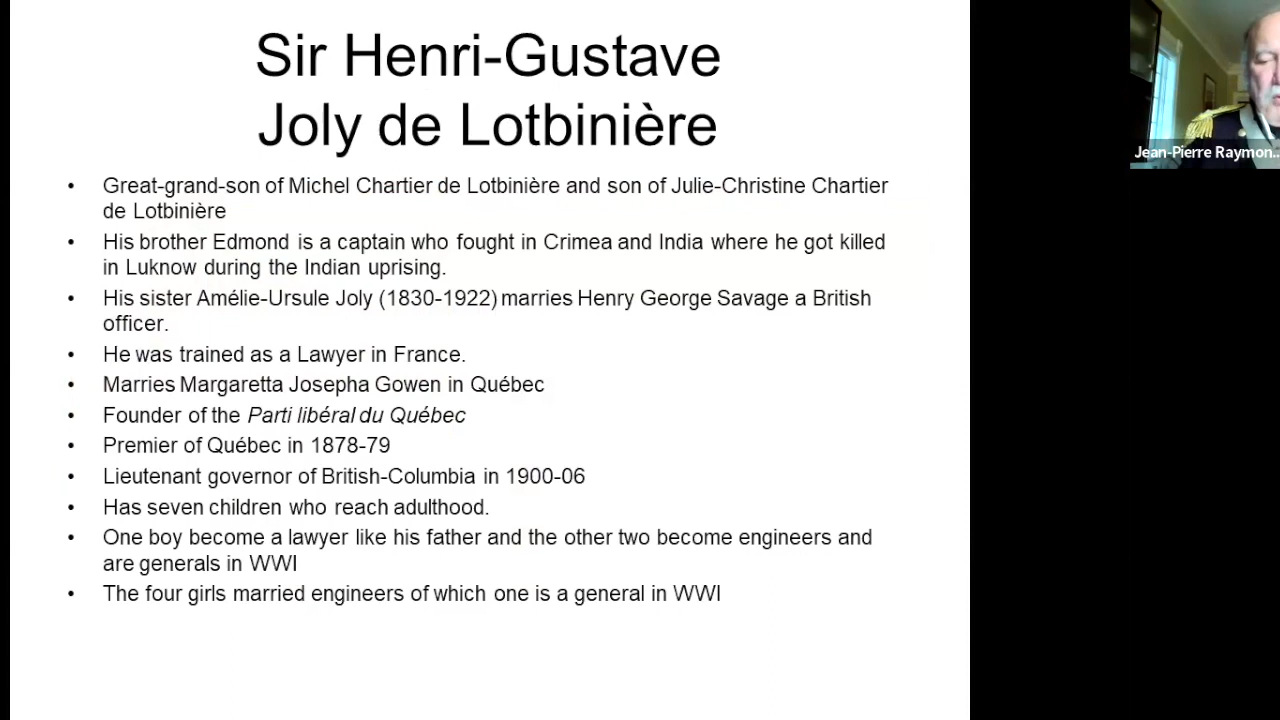 Sir Henri-Gustave
Joly de Lotbinière
• Great-grand-son of Michel Chartier de Lotbinière and son of Julie-Christine Chartier
de Lotbinière
• His brother Edmond is a captain who fought in Crimea and India where he got killed
in Luknow during the Indian uprising.
• His sister Amélie-Ursule Joly (1830-1922) marries Henry George Savage a British
officer.
• He was trained as a Lawyer in France.
• Marries Margaretta Josepha Gowen in Québec
• Founder of the Parti libéral du Québec
• Premier of Québec in 1878-79
• Lieutenant governor of British-Columbia in 1900-06
• Has seven children who reach adulthood.
• One boy become a lawyer like his father and the other two become engineers and
are generals in WWI
• The four girls married engineers of which one is a general in WWI
Jean-Pierre Raymon...